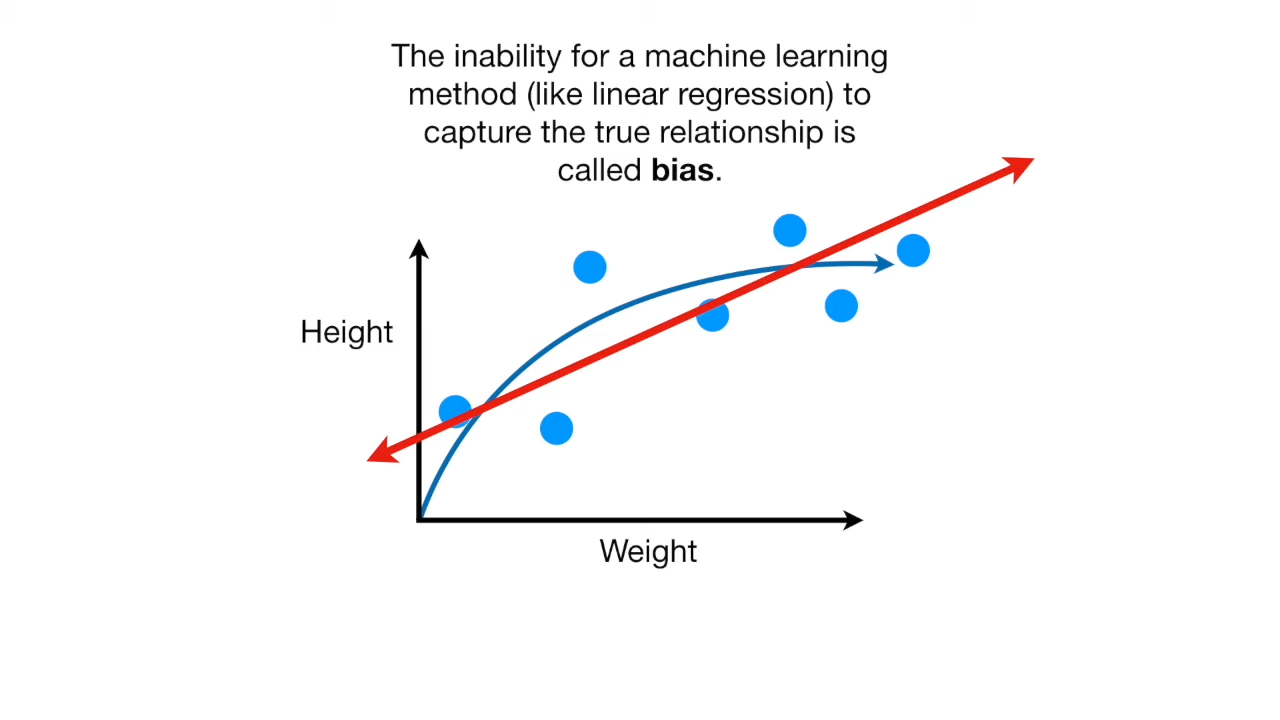 The inability for a machine learning
method (like linear regression) to
capture the true relationship is
called bias.
Height
Weight